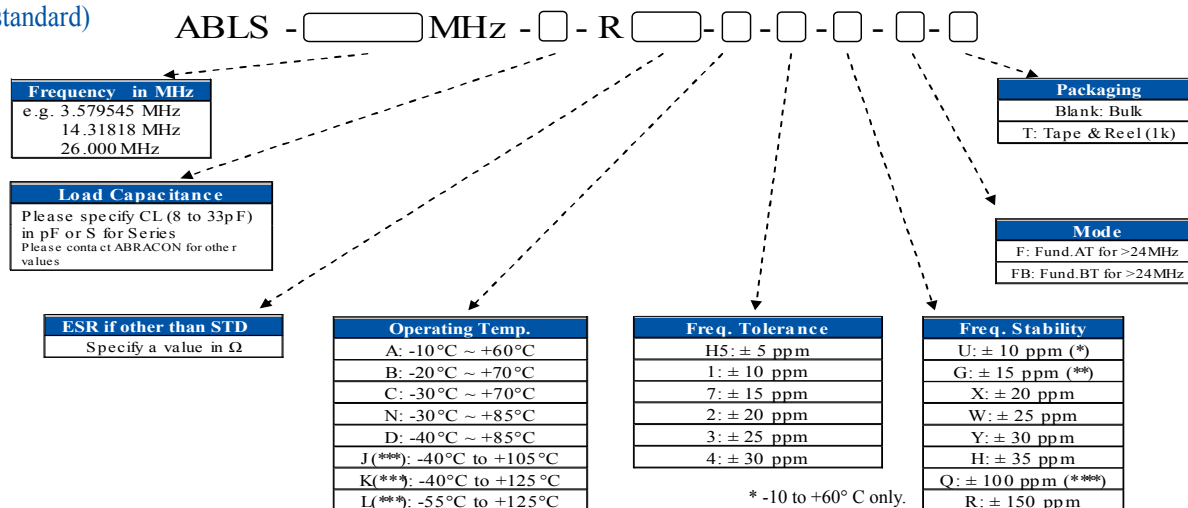 standard)
ABLS - MHz - - R - - - - -
Frequency in MHz
e.g. 3.579545 MHz
14.31818 MHz
26.000 MHz
Load Capacitance
Please specify CL (8 to 33pF)
in pF or S for Series
Please contact ABRACON for other
values
ESR if other than STD
Specify a value in Ω
Operating Temp.
A: -10°C ~ +60°C
B: -20°C ~ +70°C
C: -30°C ~ +70°C
N: -30°C ~ +85°C
D: -40°C ~ +85°C
J(***): -40°C to +105°C
K(***): -40°C to +125°C
L(***): -55°C to +125°C
Freq. Tolerance
H5: ± 5 ppm
1: ± 10 ppm
7: ± 15 ppm
2: ± 20 ppm
3: ± 25 ppm
4: ± 30 ppm
* -10 to +60° C only.
Freq. Stability
U: ± 10 ppm (*)
G: ± 15 ppm (**)
X: ± 20 ppm
W: ± 25 ppm
Y: ± 30 ppm
H: ± 35 ppm
Q: ± 100 ppm (****)
R: ± 150 ppm
Mode
F: Fund.AT for >24MHz
FB: Fund.BT for >24MHz
Packaging
Blank: Bulk
T: Tape & Reel (1k)